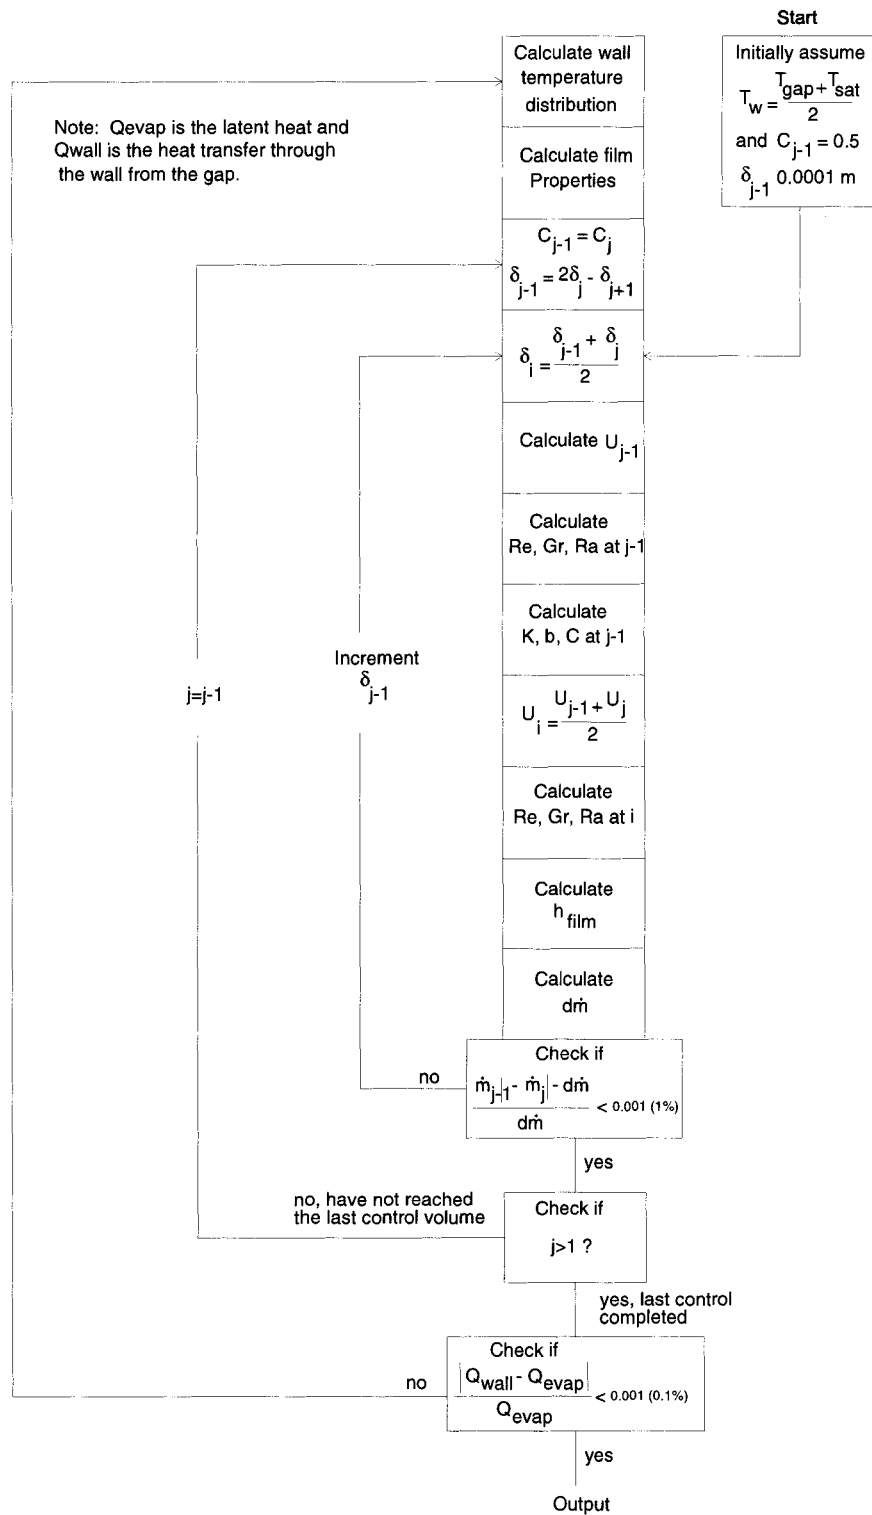 Start
Initially assume
T_w = (T_gap + T_sat) / 2
and C_j-1 = 0.5
δ_j-1 0.0001 m
Calculate wall
temperature
distribution
Note: Qevap is the latent heat and
Qwall is the heat transfer through
the wall from the gap.
Calculate film
Properties
C_j-1 = C_j
δ_j-1 = 2δ_j - δ_j+1
δ_i = (δ_j-1 + δ_j) / 2
Calculate U_j-1
Calculate
Re, Gr, Ra at j-1
Calculate
K, b, C at j-1
Increment
δ_j-1
j=j-1
U_i = (U_j-1 + U_j) / 2
Calculate
Re, Gr, Ra at i
Calculate
h_film
Calculate
dṁ
Check if
ṁ_j-|1 - ṁ_j| - dṁ
dṁ
< 0.001 (1%)
no
yes
no, have not reached
the last control volume
Check if
j>1 ?
yes, last control
completed
Check if
|Q_wall - Q_evap|
Q_evap
< 0.001 (0.1%)
no
yes
Output